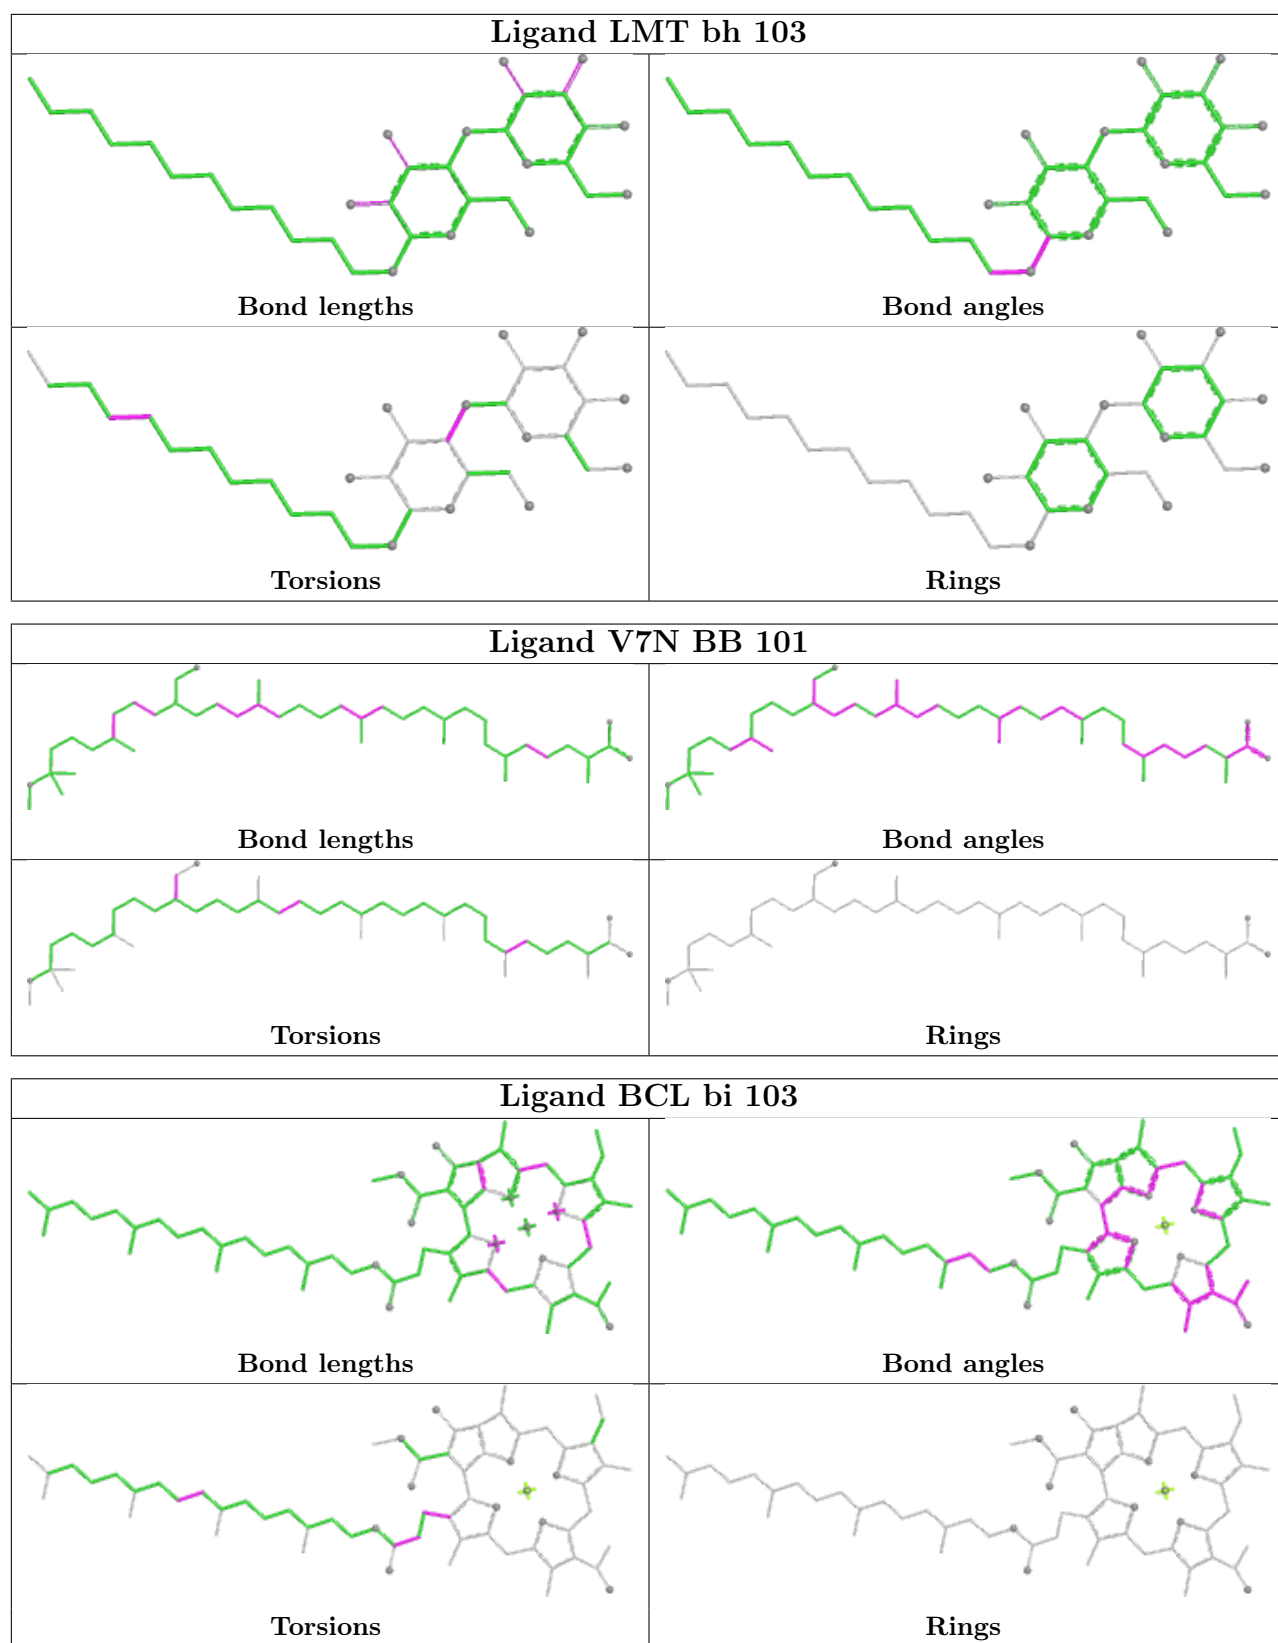 Ligand LMT bh 103
Bond lengths
Bond angles
Torsions
Rings
Ligand V7N BB 101
Bond lengths
Bond angles
Torsions
Rings
Ligand BCL bi 103
Bond lengths
Bond angles
Torsions
Rings